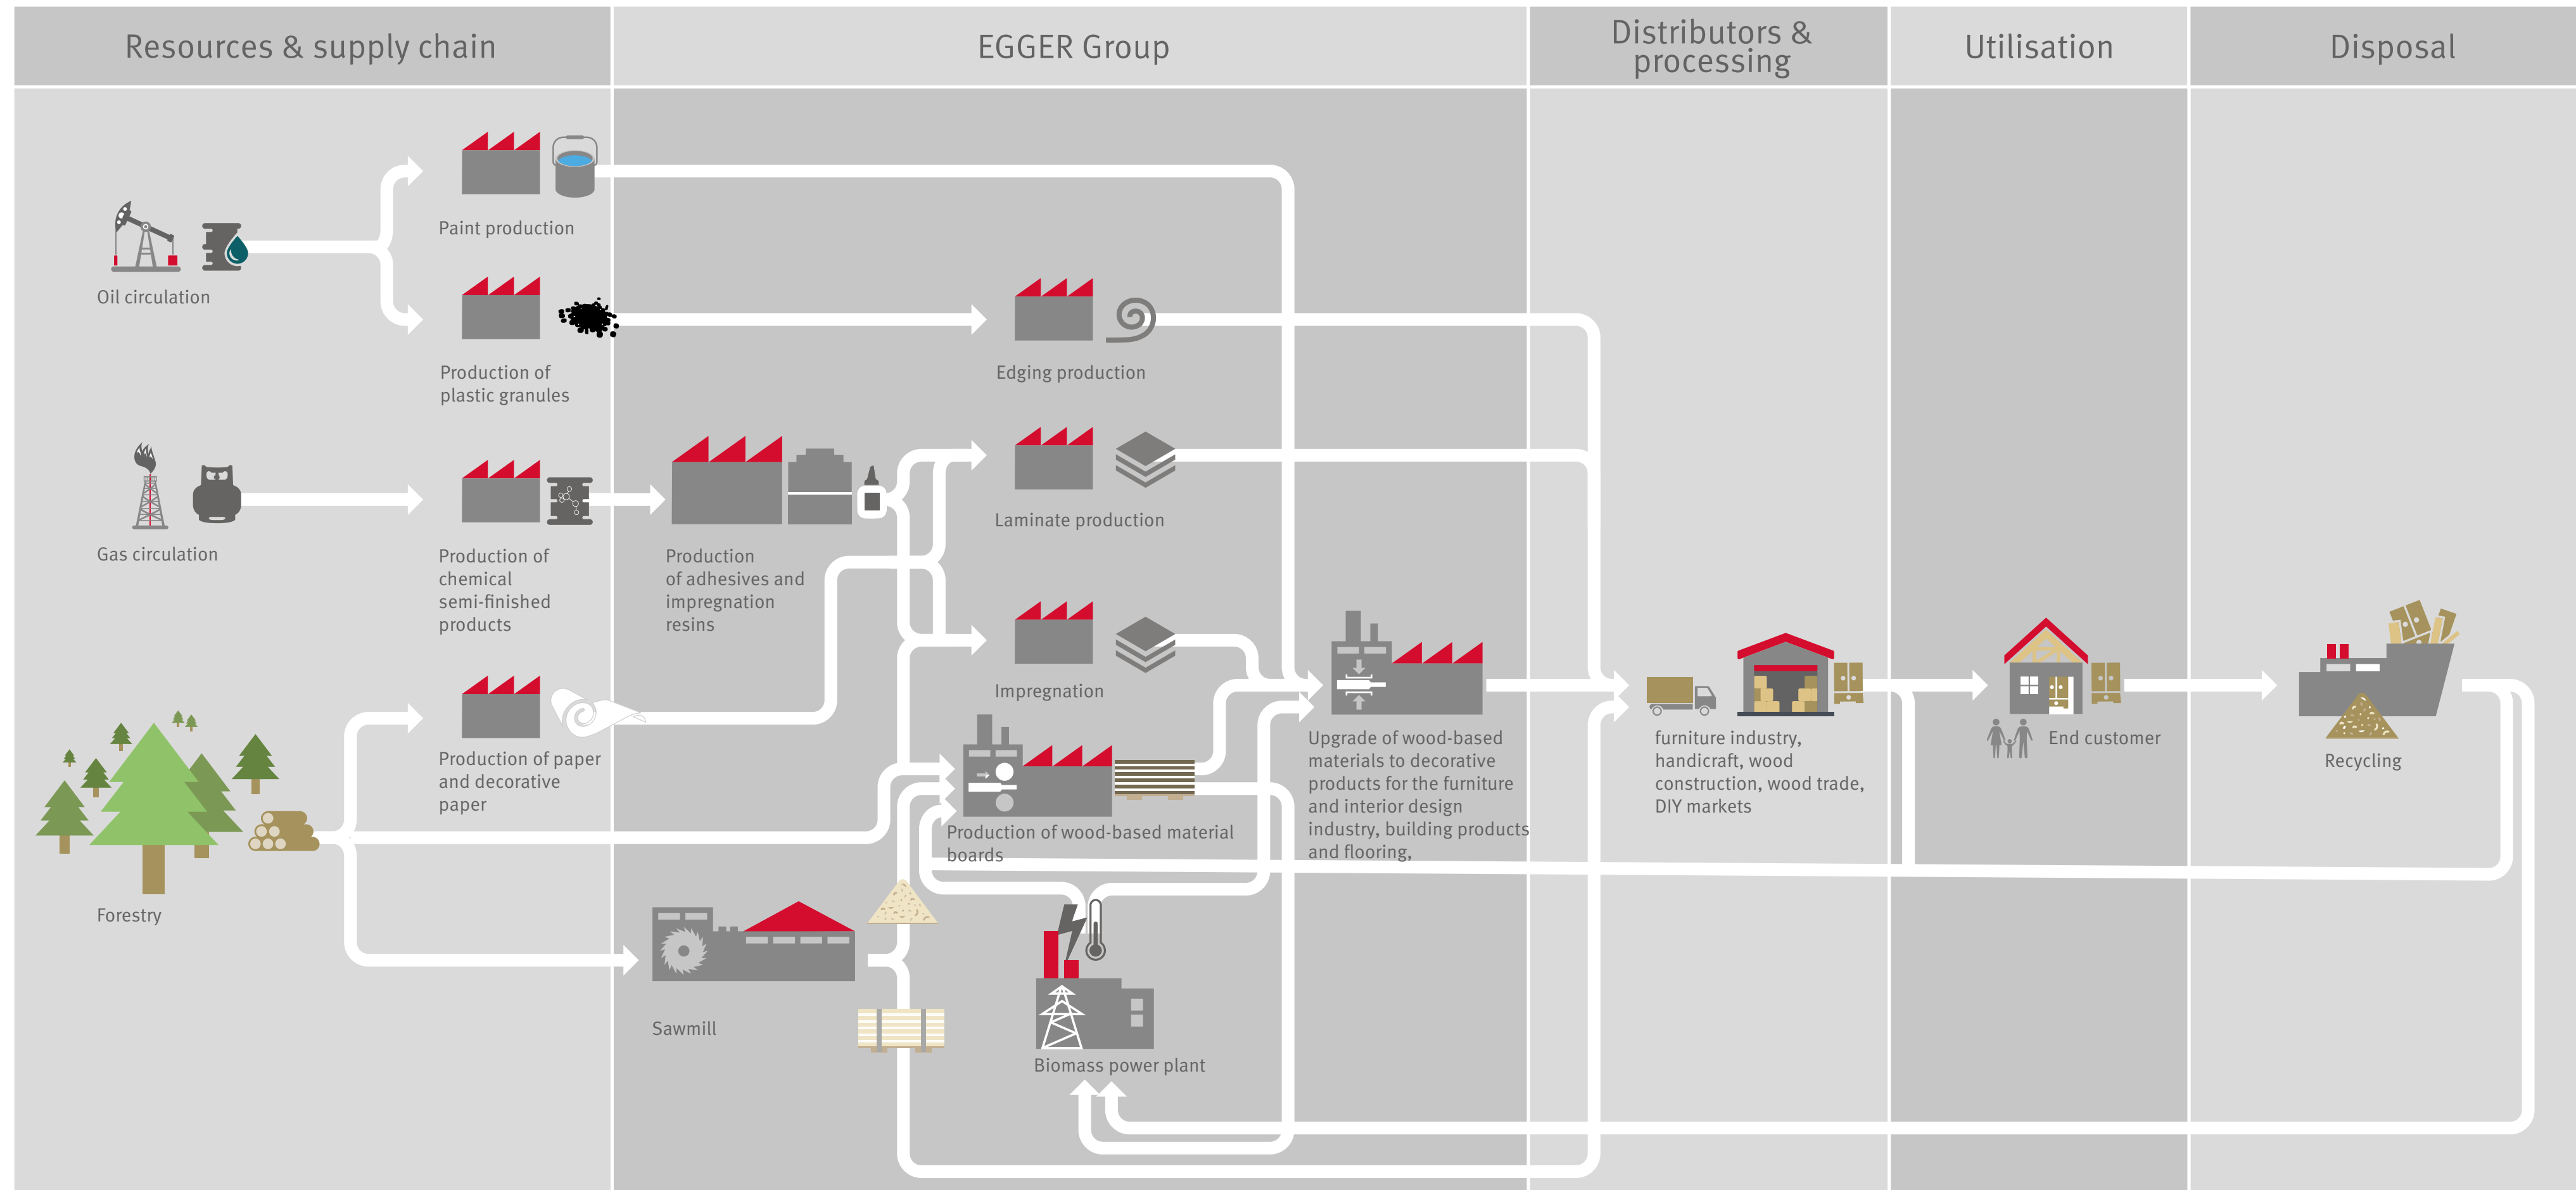 Resources & supply chain
EGGER Group
Distributors &
processing
Utilisation
Disposal
Paint production
Oil circulation
Production of
plastic granules
Edging production
Gas circulation
Production of
chemical
semi-finished
products
Production
of adhesives and
impregnation
resins
Laminate production
Impregnation
Production of paper
and decorative
paper
Forestry
Production of wood-based material
boards
Upgrade of wood-based
materials to decorative
products for the furniture
and interior design
industry, building products
and flooring,
furniture industry,
handicraft, wood
construction, wood trade,
DIY markets
End customer
Recycling
Sawmill
Biomass power plant